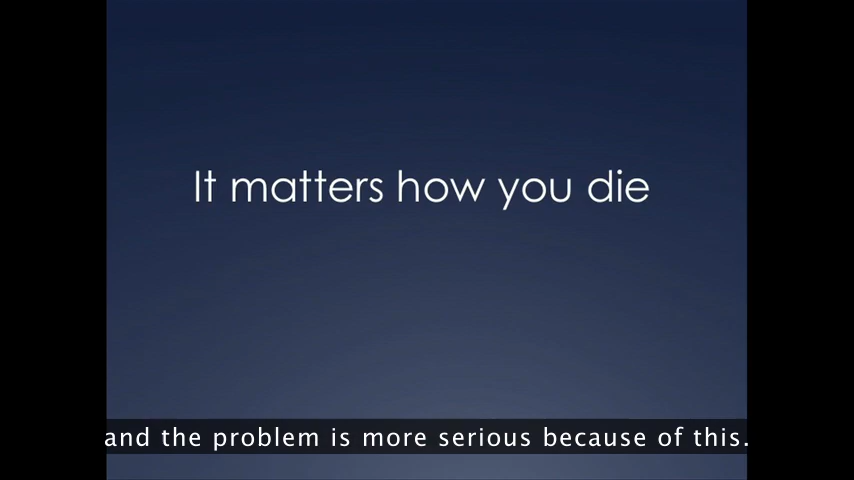 It matters how you die
and the problem is more serious because of this.